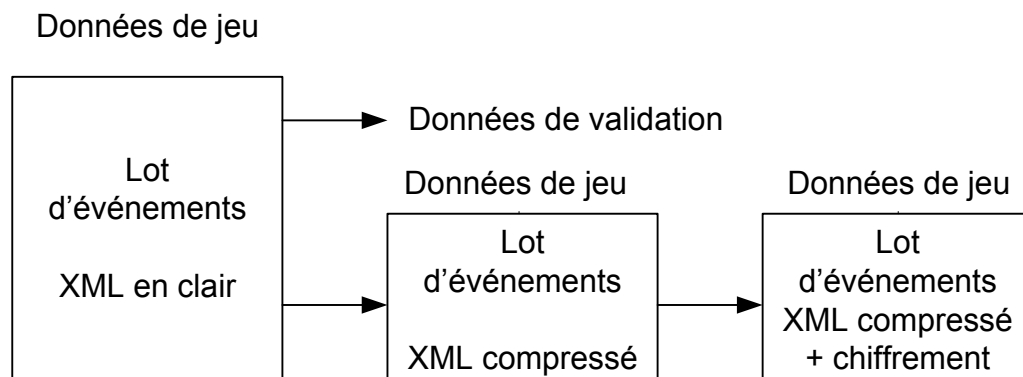 Données de jeu
Lot
d’événements
XML en clair
Données de validation
Données de jeu
Lot
d’événements
XML compressé
Données de jeu
Lot
d’événements
XML compressé
+ chiffrement